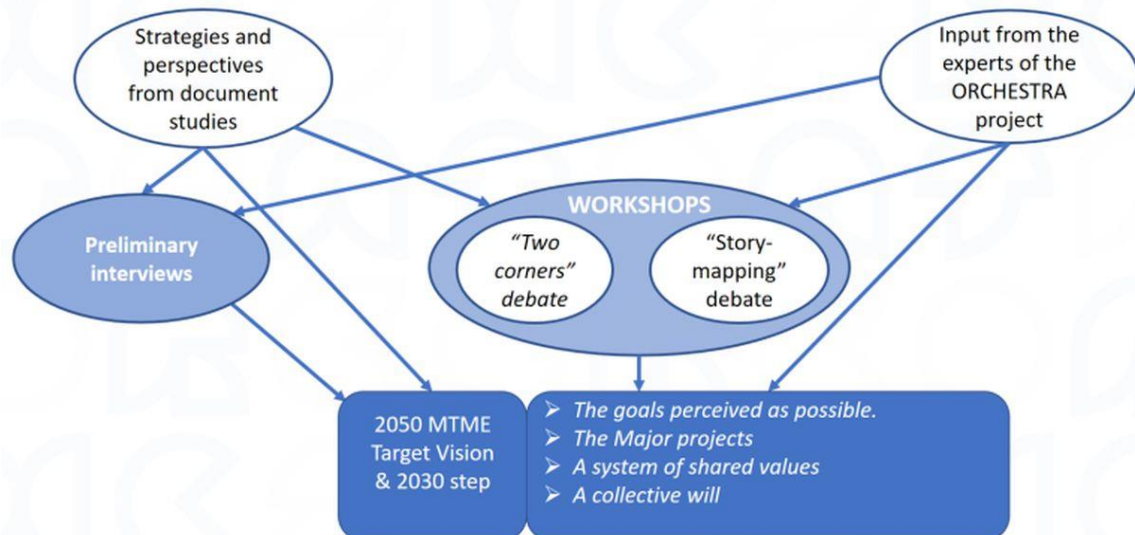 Strategies and
perspectives
from document
studies
Input from the
experts of the
ORCHESTRA
project
Preliminary
interviews
WORKSHOPS
“Two
corners”
debate
“Story-
mapping”
debate
2050 MTME
Target Vision
& 2030 step
➢ The goals perceived as possible.
➢ The Major projects
➢ A system of shared values
➢ A collective will